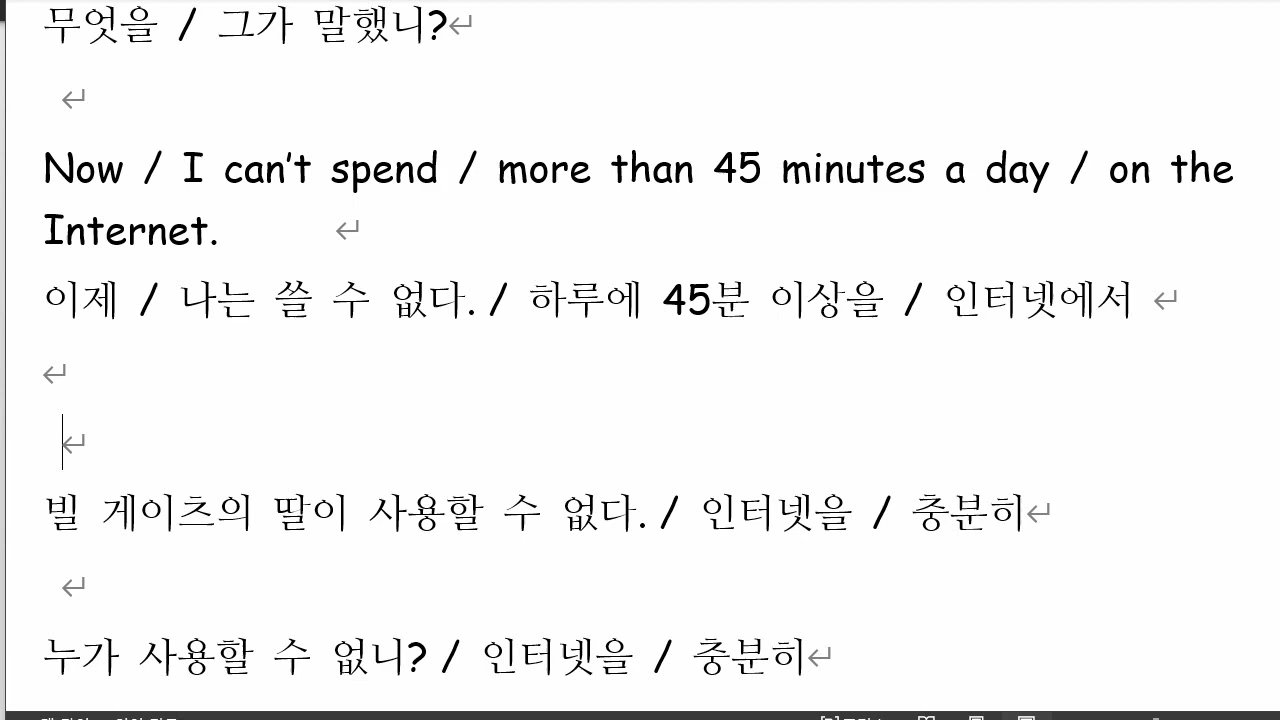 무엇을 / 그가 말했니?
Now / I can't spend / more than 45 minutes a day / on the
Internet.
이제 / 나는 쓸 수 없다. / 하루에 45분 이상을 / 인터넷에서
빌 게이츠의 딸이 사용할 수 없다. / 인터넷을 / 충분히
누가 사용할 수 없니? / 인터넷을 / 충분히